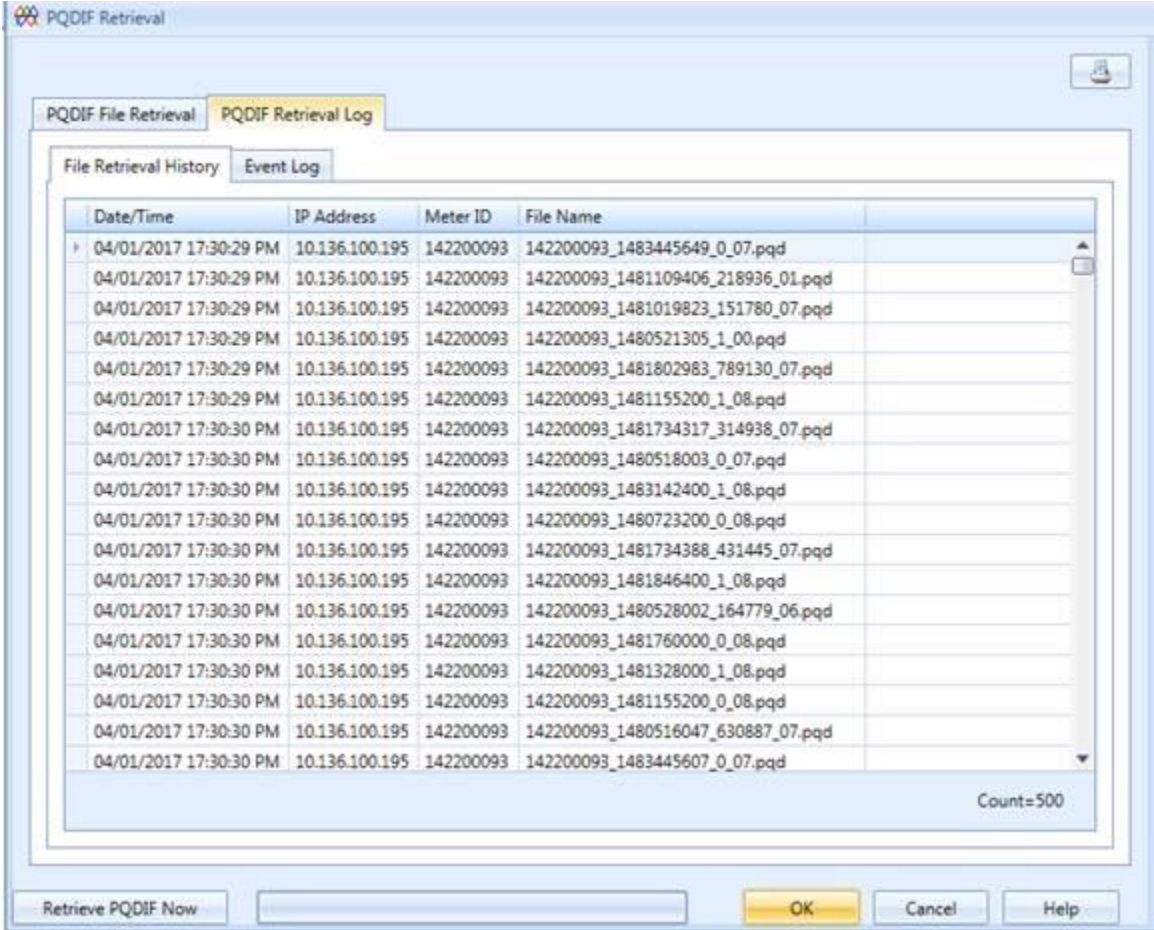 PQDIF Retrieval
PQDIF File Retrieval PQDIF Retrieval Log
File Retrieval History Event Log
Date/Time IP Address Meter ID File Name
04/01/2017 17:30:29 PM 10.136.100.195 142200093 142200093_1483445649_0_07.pqd
04/01/2017 17:30:29 PM 10.136.100.195 142200093 142200093_1481109406_218936_01.pqd
04/01/2017 17:30:29 PM 10.136.100.195 142200093 142200093_1481019823_151780_07.pqd
04/01/2017 17:30:29 PM 10.136.100.195 142200093 142200093_1480521305_1_00.pqd
04/01/2017 17:30:29 PM 10.136.100.195 142200093 142200093_1481802983_789130_07.pqd
04/01/2017 17:30:29 PM 10.136.100.195 142200093 142200093_1481155200_1_08.pqd
04/01/2017 17:30:30 PM 10.136.100.195 142200093 142200093_1481734317_314938_07.pqd
04/01/2017 17:30:30 PM 10.136.100.195 142200093 142200093_1480518003_0_07.pqd
04/01/2017 17:30:30 PM 10.136.100.195 142200093 142200093_1483142400_1_08.pqd
04/01/2017 17:30:30 PM 10.136.100.195 142200093 142200093_1480723200_0_08.pqd
04/01/2017 17:30:30 PM 10.136.100.195 142200093 142200093_1481734388_431445_07.pqd
04/01/2017 17:30:30 PM 10.136.100.195 142200093 142200093_1481846400_1_08.pqd
04/01/2017 17:30:30 PM 10.136.100.195 142200093 142200093_1480528002_164779_06.pqd
04/01/2017 17:30:30 PM 10.136.100.195 142200093 142200093_1481760000_0_08.pqd
04/01/2017 17:30:30 PM 10.136.100.195 142200093 142200093_1481328000_1_08.pqd
04/01/2017 17:30:30 PM 10.136.100.195 142200093 142200093_1481155200_0_08.pqd
04/01/2017 17:30:30 PM 10.136.100.195 142200093 142200093_1480516047_630887_07.pqd
04/01/2017 17:30:30 PM 10.136.100.195 142200093 142200093_1483445607_0_07.pqd
Count=500
Retrieve PQDIF Now OK Cancel Help